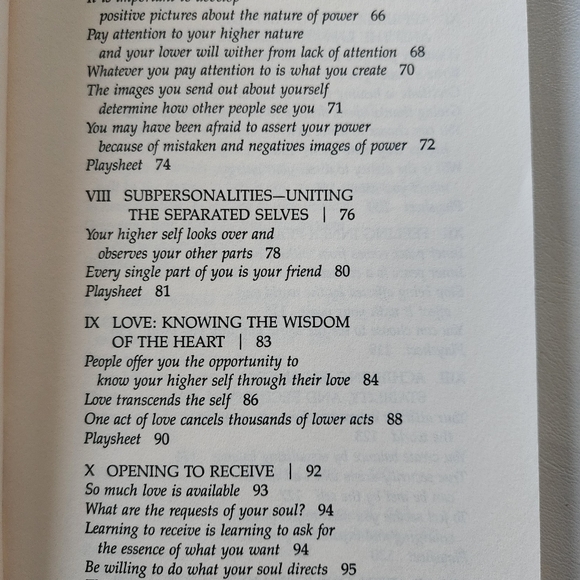 It is important to develop
positive pictures about the nature of power 66
Pay attention to your higher nature
and your lower will wither from lack of attention 68
Whatever you pay attention to is what you create 70
The images you send out about yourself
determine how other people see you 71
You may have been afraid to assert your power
because of mistaken and negatives images of power 72
Playsheet 74
VIII SUBPERSONALITIES—UNITING
THE SEPARATED SELVES | 76
Your higher self looks over and
observes your other parts 78
Every single part of you is your friend 80
Playsheet 81
IX LOVE: KNOWING THE WISDOM
OF THE HEART | 83
People offer you the opportunity to
know your higher self through their love 84
Love transcends the self 86
One act of love cancels thousands of lower acts 88
Playsheet 90
X OPENING TO RECEIVE | 92
So much love is available 93
What are the requests of your soul? 94
Learning to receive is learning to ask for
the essence of what you want 94
Be willing to do what your soul directs 95